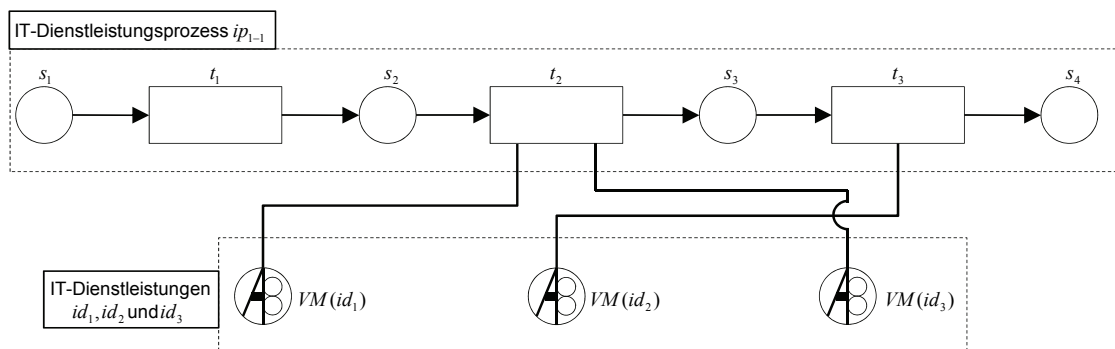 IT-Dienstleistungsprozess ip₁₋₁
s₁ t₁ s₂ t₂ s₃ t₃ s₄
IT-Dienstleistungen
id₁, id₂ und id₃
VM(id₁) VM(id₂) VM(id₃)